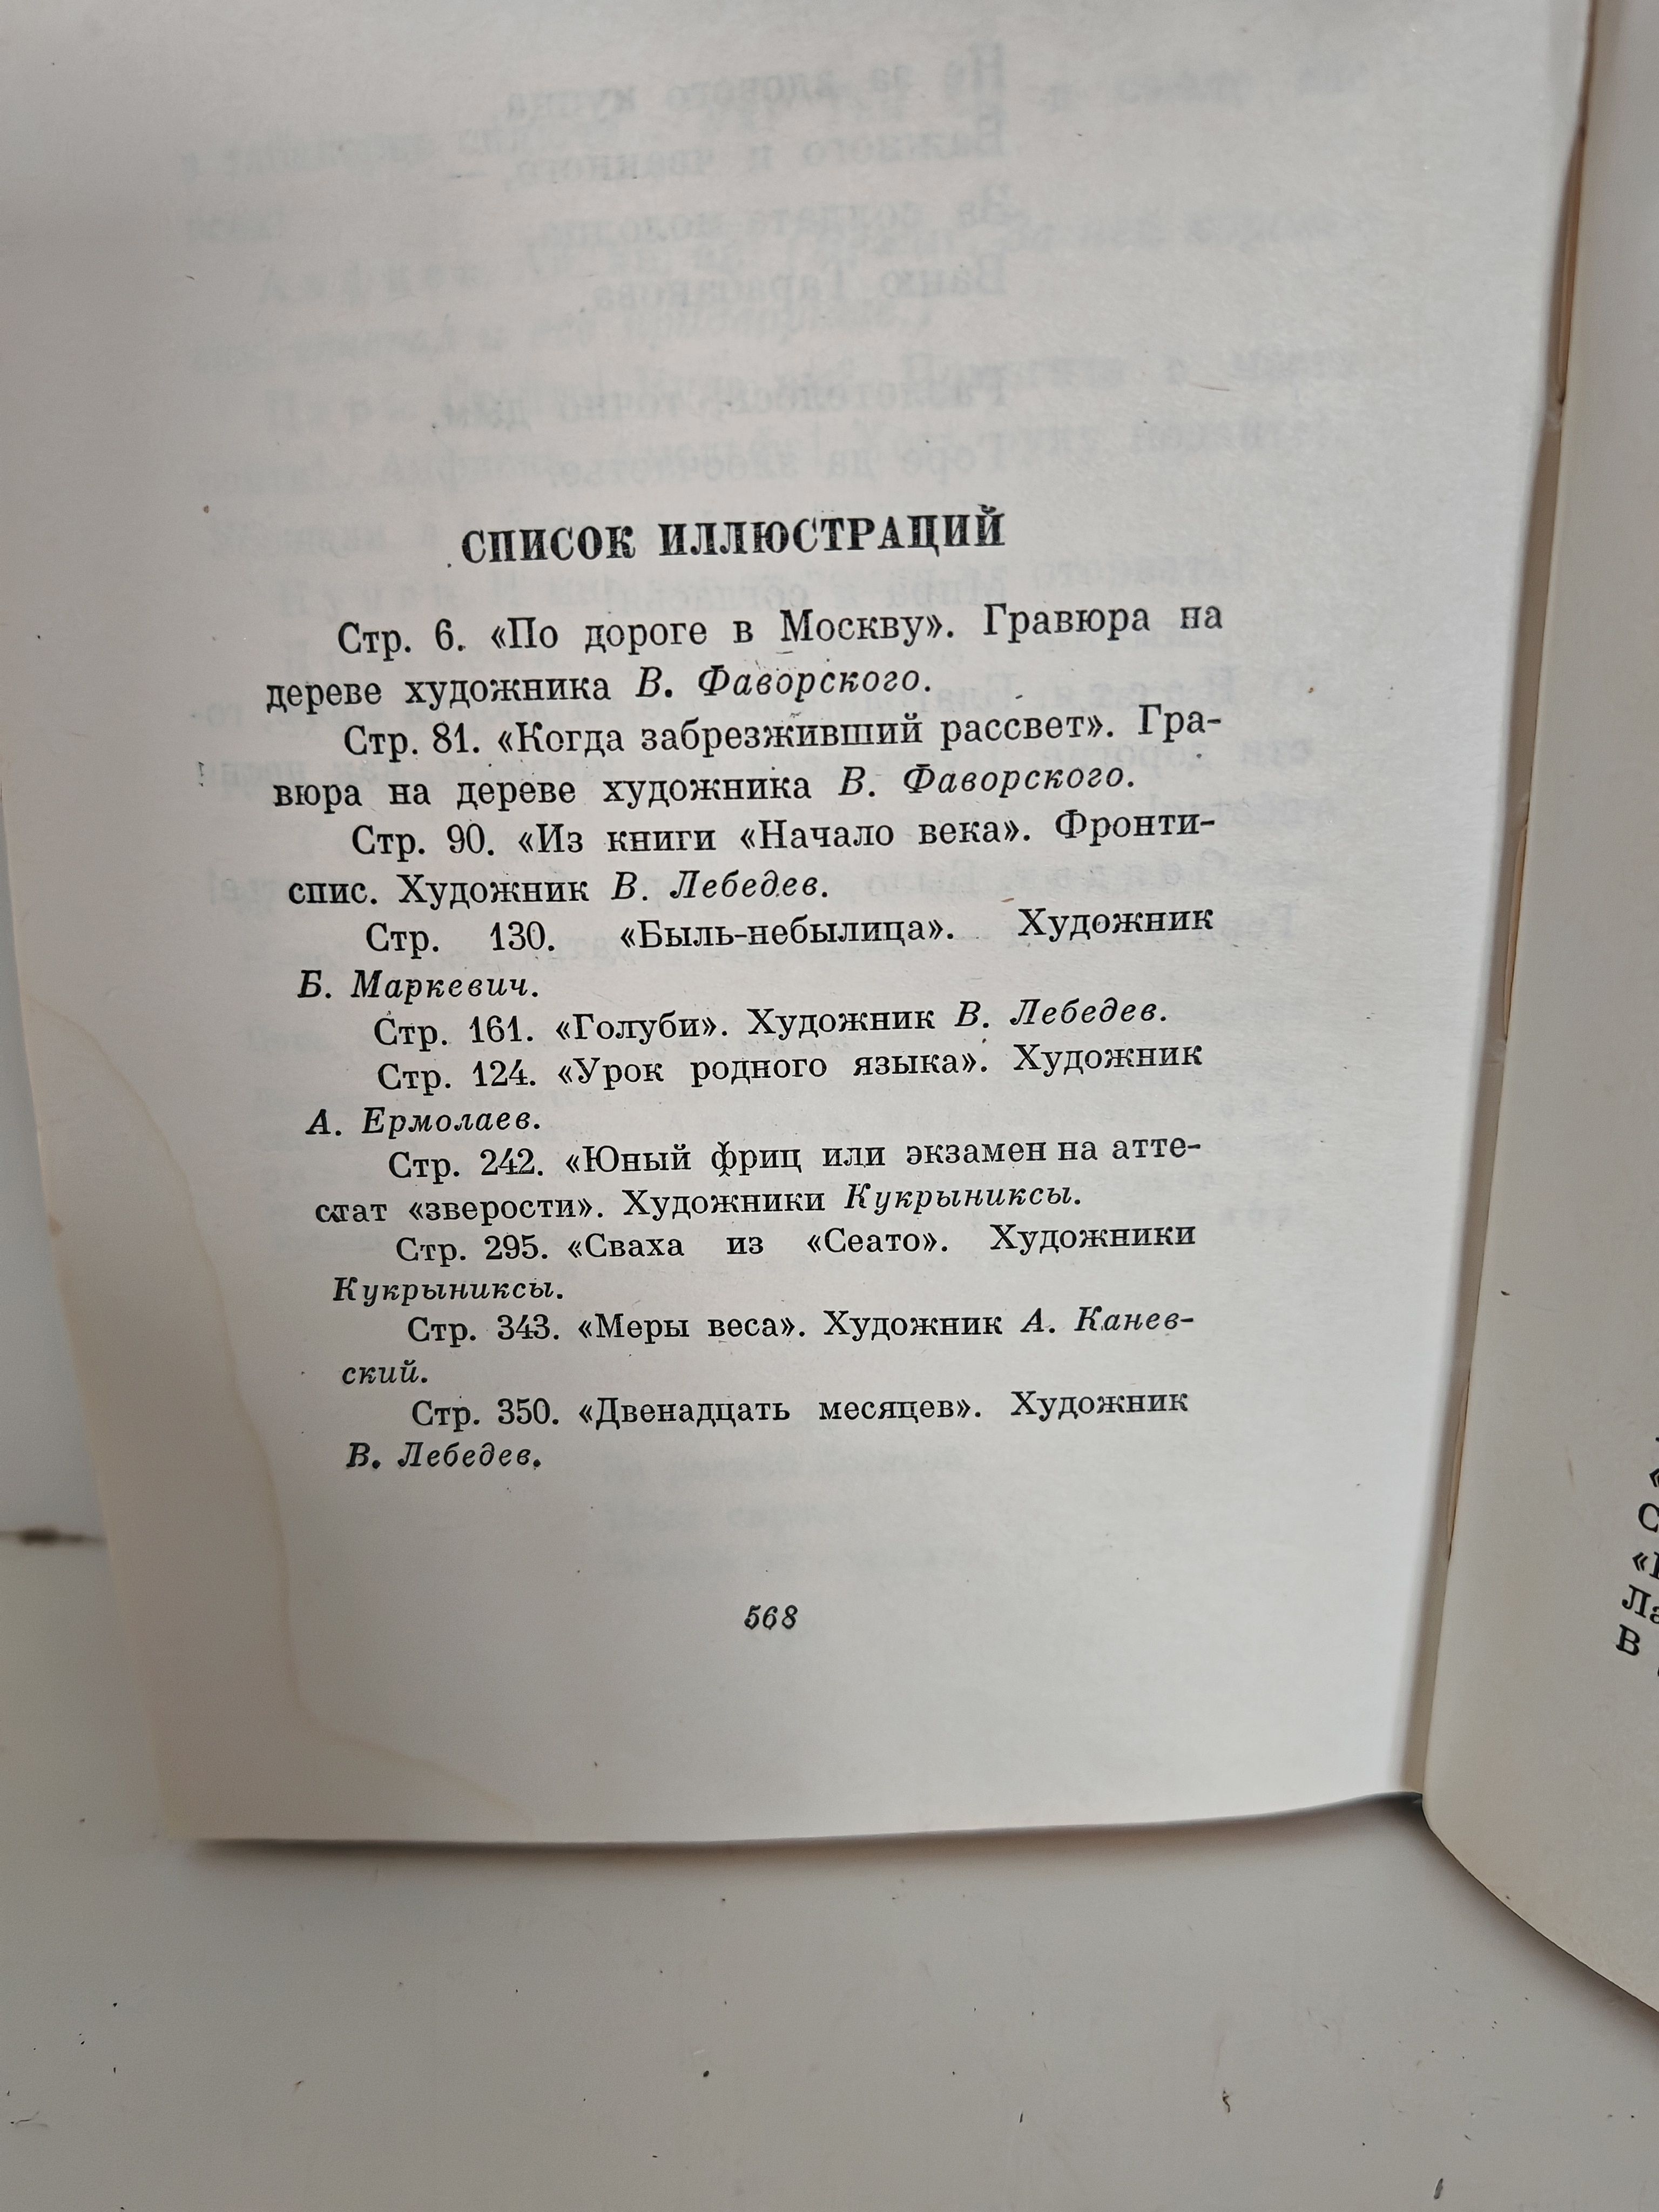 СПИСОК ИЛЛЮСТРАЦИЙ
Стр. 6. «По дороге в Москву». Гравюра на
дереве художника В. Фаворского.
Стр. 81. «Когда забрезживший рассвет». Гра-
вюра на дереве художника В. Фаворского.
Стр. 90. «Из книги «Начало века». Фронти-
спис. Художник В. Лебедев.
Стр. 130. «Быль-небылица». Художник
Б. Маркевич.
Стр. 161. «Голуби». Художник В. Лебедев.
Стр. 124. «Урок родного языка». Художник
А. Ермолаев.
Стр. 242. «Юный фриц или экзамен на атте-
стат «зверости». Художники Кукрыниксы.
Стр. 295. «Сваха из «Сеато». Художники
Кукрыниксы.
Стр. 343. «Меры веса». Художник А. Канев-
ский.
Стр. 350. «Двенадцать месяцев». Художник
В. Лебедев.
568